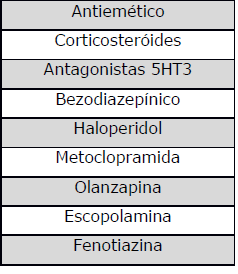 Antiemético
Corticosteróides
Antagonistas 5HT3
Bezodiazepínico
Haloperidol
Metoclopramida
Olanzapina
Escopolamina
Fenotiazina